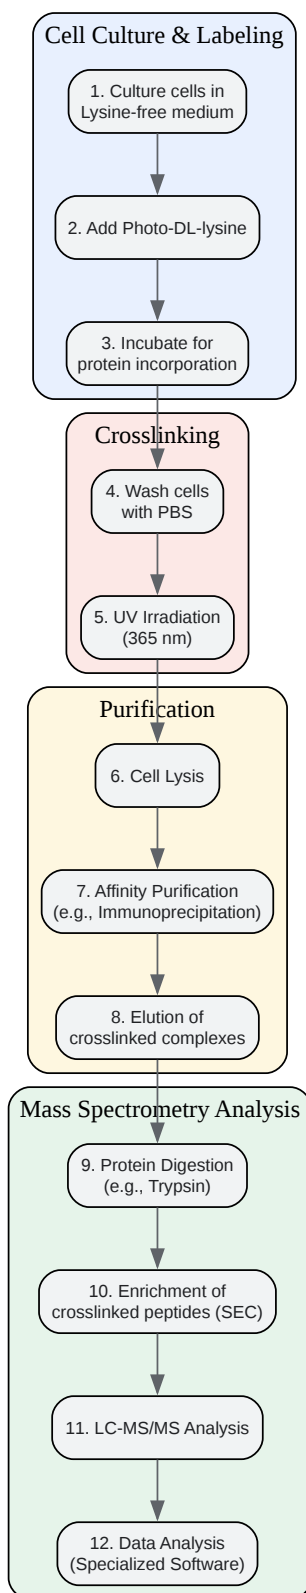 Cell Culture & Labeling
1. Culture cells in
Lysine-free medium
2. Add Photo-DL-lysine
3. Incubate for
protein incorporation
Crosslinking
4. Wash cells
with PBS
5. UV Irradiation
(365 nm)
Purification
6. Cell Lysis
7. Affinity Purification
(e.g., Immunoprecipitation)
8. Elution of
crosslinked complexes
Mass Spectrometry Analysis
9. Protein Digestion
(e.g., Trypsin)
10. Enrichment of
crosslinked peptides (SEC)
11. LC-MS/MS Analysis
12. Data Analysis
(Specialized Software)